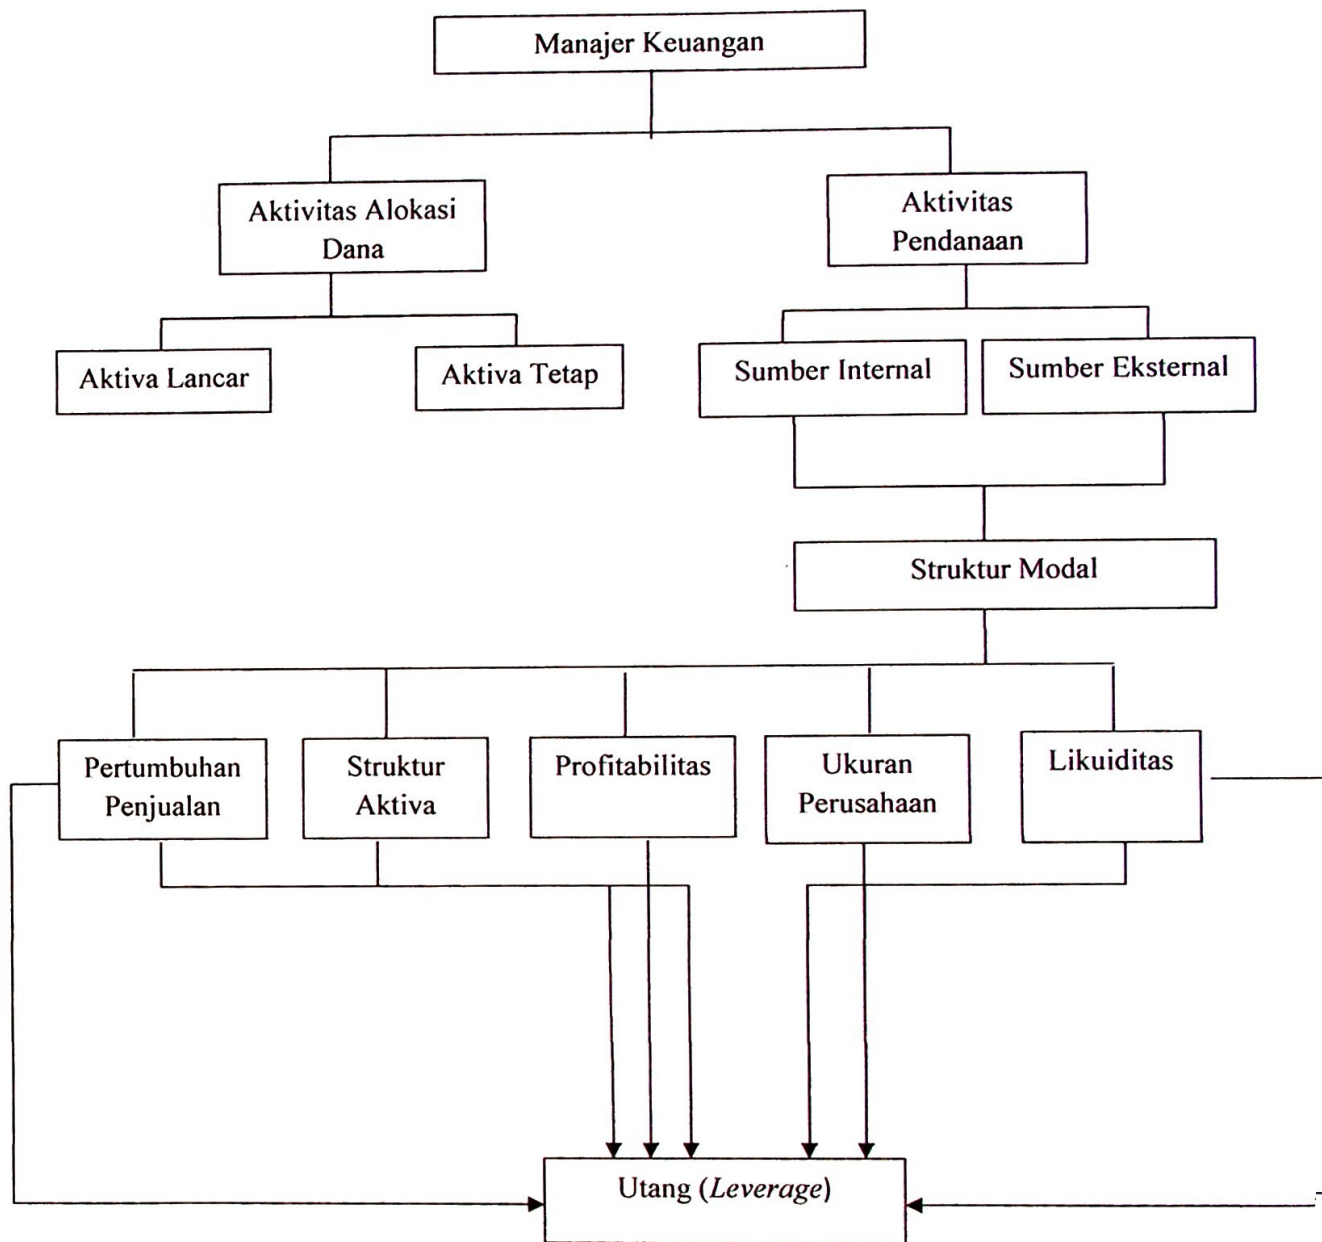 Manajer Keuangan
Aktivitas Alokasi
Dana
Aktivitas
Pendanaan
Aktiva Lancar
Aktiva Tetap
Sumber Internal
Sumber Eksternal
Struktur Modal
Pertumbuhan
Penjualan
Struktur
Aktiva
Profitabilitas
Ukuran
Perusahaan
Likuiditas
Utang (Leverage)